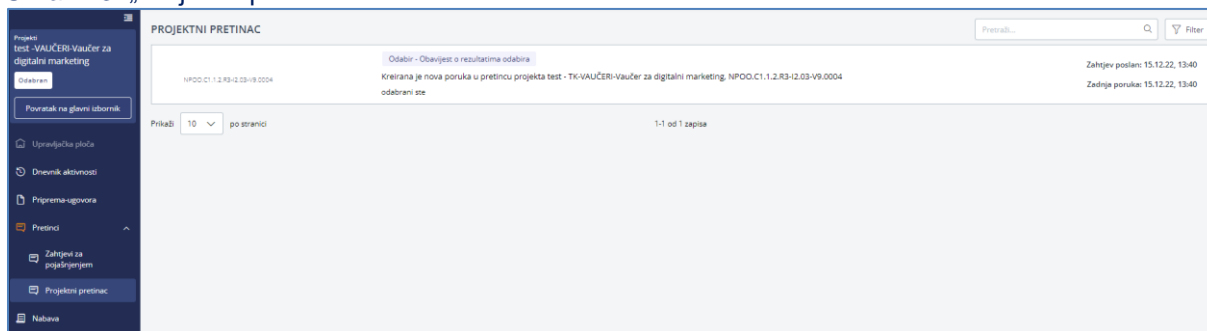 Projekti
test -VAUČERI-Vaučer za
digitalni marketing
Odabran
Povratak na glavni izbornik
Upravljačka ploča
Dnevnik aktivnosti
Priprema-ugovora
Pretinci
Zahtjevi za
pojašnjenjem
Projektni pretinac
Nabava
PROJEKTNI PRETINAC
Pretraži...
Filter
NPOO.C1.1.2.R3-I2.03-V9.0004
Odabir - Obavijest o rezultatima odabira
Kreirana je nova poruka u pretincu projekta test - TK-VAUČERI-Vaučer za digitalni marketing, NPOO.C1.1.2.R3-I2.03-V9.0004
odabrani ste
Zahtjev poslan: 15.12.22, 13:40
Zadnja poruka: 15.12.22, 13:40
Prikaži 10 po stranici
1-1 od 1 zapisa